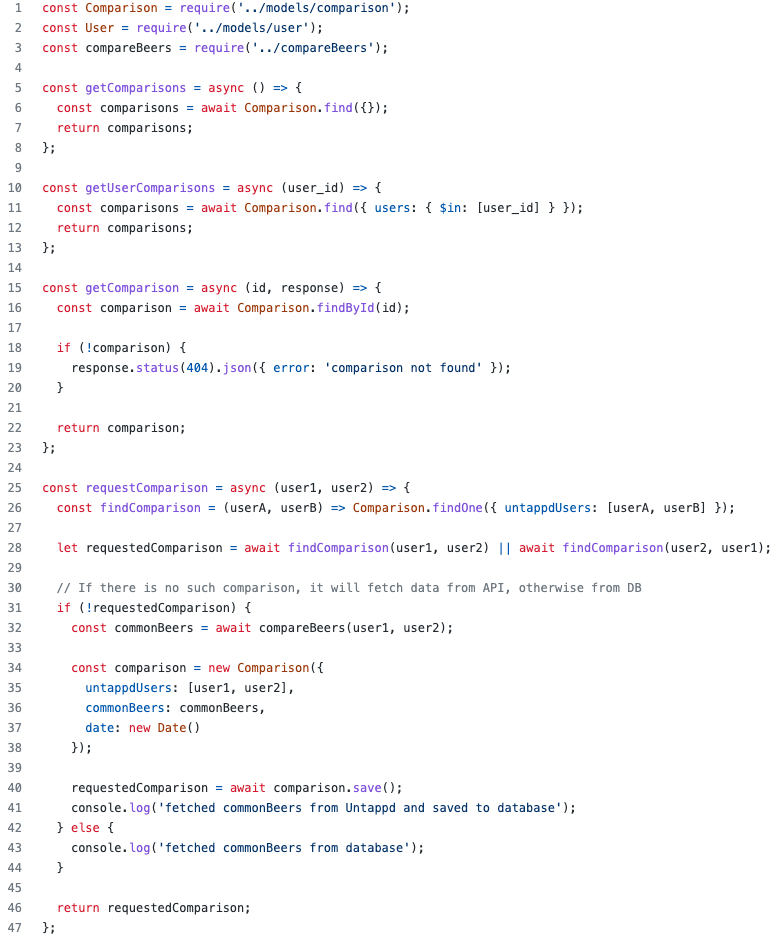 1 const Comparison = require('../models/comparison');
2 const User = require('../models/user');
3 const compareBeers = require('../compareBeers');
4
5 const getComparisons = async () => {
6   const comparisons = await Comparison.find({});
7   return comparisons;
8 };
9
10 const getUserComparisons = async (user_id) => {
11   const comparisons = await Comparison.find({ users: { $in: [user_id] } });
12   return comparisons;
13 };
14
15 const getComparison = async (id, response) => {
16   const comparison = await Comparison.findById(id);
17
18   if (!comparison) {
19     response.status(404).json({ error: 'comparison not found' });
20   }
21
22   return comparison;
23 };
24
25 const requestComparison = async (user1, user2) => {
26   const findComparison = (userA, userB) => Comparison.findOne({ untappdUsers: [userA, userB] });
27
28   let requestedComparison = await findComparison(user1, user2) || await findComparison(user2, user1);
29
30   // If there is no such comparison, it will fetch data from API, otherwise from DB
31   if (!requestedComparison) {
32     const commonBeers = await compareBeers(user1, user2);
33
34     const comparison = new Comparison({
35       untappdUsers: [user1, user2],
36       commonBeers: commonBeers,
37       date: new Date()
38     });
39
40     requestedComparison = await comparison.save();
41     console.log('fetched commonBeers from Untappd and saved to database');
42   } else {
43     console.log('fetched commonBeers from database');
44   }
45
46   return requestedComparison;
47 };